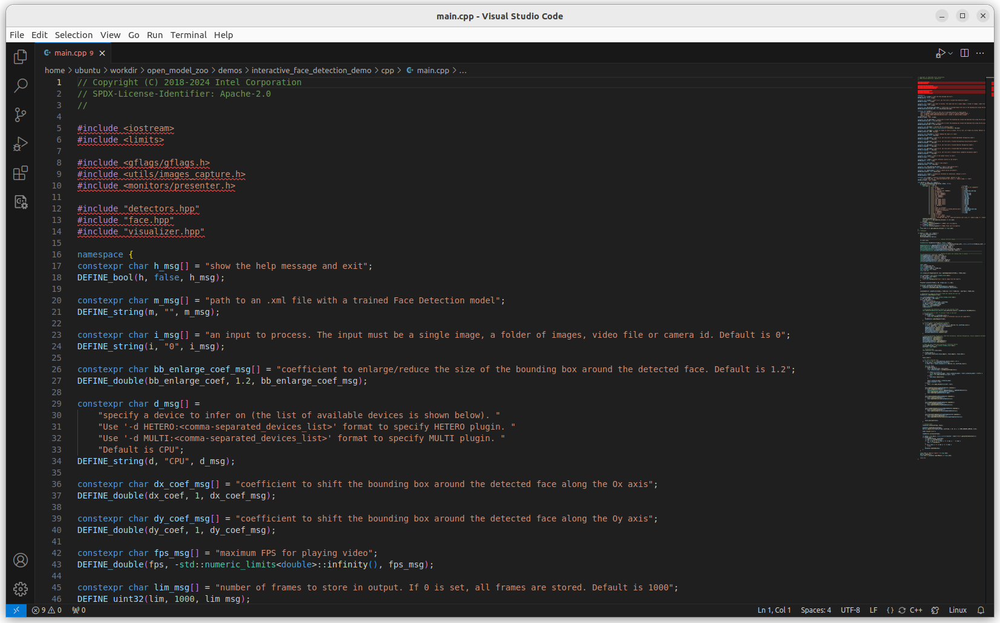 main.cpp - Visual Studio Code
File Edit Selection View Go Run Terminal Help
main.cpp 9
home > ubuntu > workdir > open_model_zoo > demos > interactive_face_detection_demo > cpp > main.cpp > ...
1 // Copyright (C) 2018-2024 Intel Corporation
2 // SPDX-License-Identifier: Apache-2.0
3 //
4
5 #include <iostream>
6 #include <limits>
7
8 #include <gflags/gflags.h>
9 #include <utils/images_capture.h>
10 #include <monitors/presenter.h>
11
12 #include "detectors.hpp"
13 #include "face.hpp"
14 #include "visualizer.hpp"
15
16 namespace {
17 constexpr char h_msg[] = "show the help message and exit";
18 DEFINE_bool(h, false, h_msg);
19
20 constexpr char m_msg[] = "path to an .xml file with a trained Face Detection model";
21 DEFINE_string(m, "", m_msg);
22
23 constexpr char i_msg[] = "an input to process. The input must be a single image, a folder of images, video file or camera id. Default is 0";
24 DEFINE_string(i, "0", i_msg);
25
26 constexpr char bb_enlarge_coef_msg[] = "coefficient to enlarge/reduce the size of the bounding box around the detected face. Default is 1.2";
27 DEFINE_double(bb_enlarge_coef, 1.2, bb_enlarge_coef_msg);
28
29 constexpr char d_msg[] =
30 "specify a device to infer on (the list of available devices is shown below). "
31 "Use '-d HETERO:<comma-separated_devices_list>' format to specify HETERO plugin. "
32 "Use '-d MULTI:<comma-separated_devices_list>' format to specify MULTI plugin. "
33 "Default is CPU";
34 DEFINE_string(d, "CPU", d_msg);
35
36 constexpr char dx_coef_msg[] = "coefficient to shift the bounding box around the detected face along the Ox axis";
37 DEFINE_double(dx_coef, 1, dx_coef_msg);
38
39 constexpr char dy_coef_msg[] = "coefficient to shift the bounding box around the detected face along the Oy axis";
40 DEFINE_double(dy_coef, 1, dy_coef_msg);
41
42 constexpr char fps_msg[] = "maximum FPS for playing video";
43 DEFINE_double(fps, -std::numeric_limits<double>::infinity(), fps_msg);
44
45 constexpr char lim_msg[] = "number of frames to store in output. If 0 is set, all frames are stored. Default is 1000";
46 DEFINE_uint32(lim, 1000, lim_msg);
9 0 0 Ln 1, Col 1 Spaces: 4 UTF-8 LF {} C++ Linux